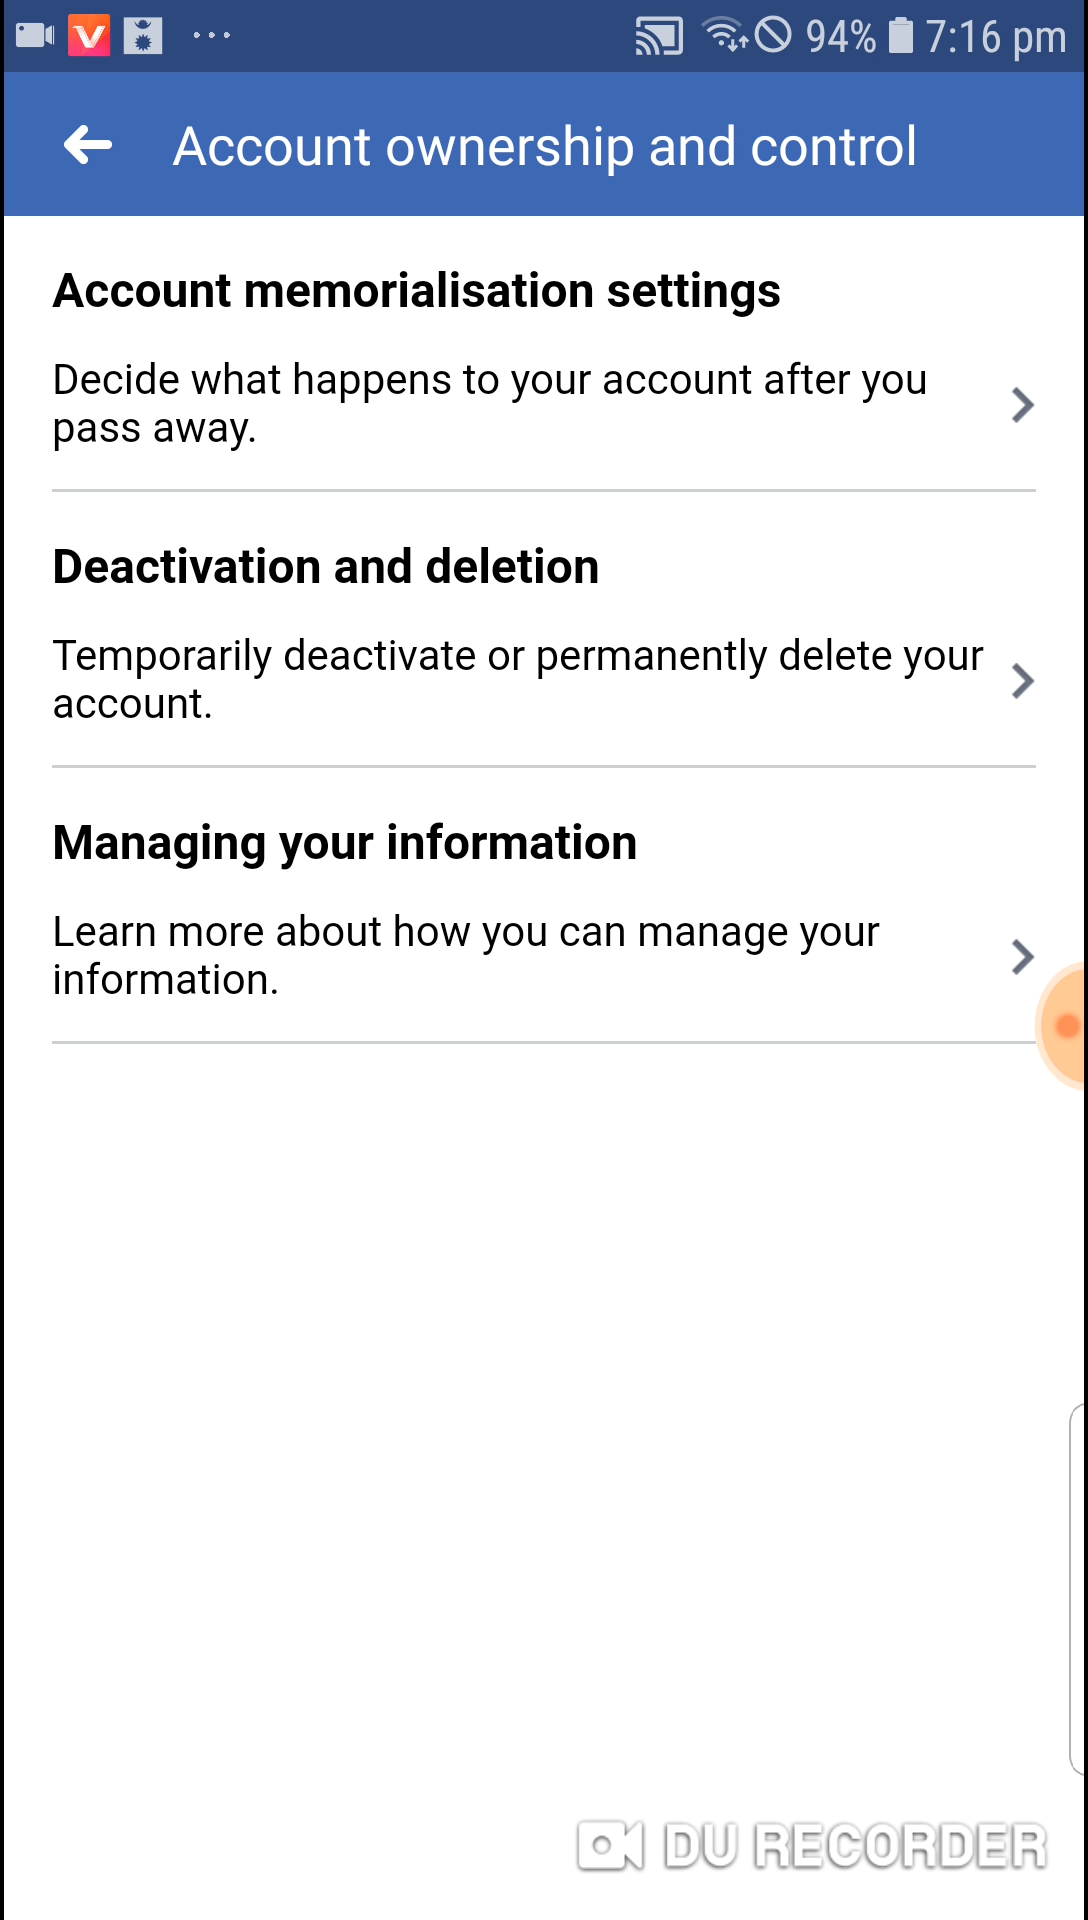 94% 7:16 pm
Account ownership and control
Account memorialisation settings
Decide what happens to your account after you
pass away.
Deactivation and deletion
Temporarily deactivate or permanently delete your
account.
Managing your information
Learn more about how you can manage your
information.
DU RECORDER